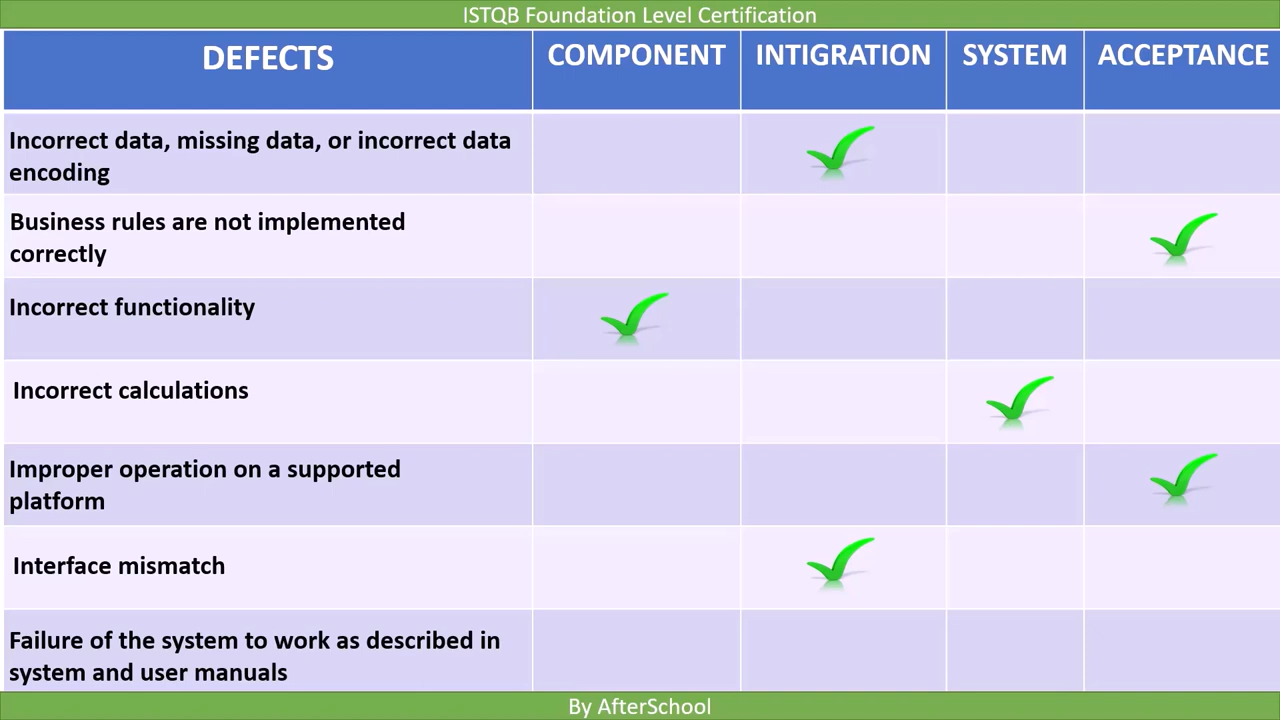 ISTQB Foundation Level Certification
DEFECTS
COMPONENT
INTIGRATION
SYSTEM
ACCEPTANCE
Incorrect data, missing data, or incorrect data
encoding
Business rules are not implemented
correctly
Incorrect functionality
Incorrect calculations
Improper operation on a supported
platform
Interface mismatch
Failure of the system to work as described in
system and user manuals
By AfterSchool